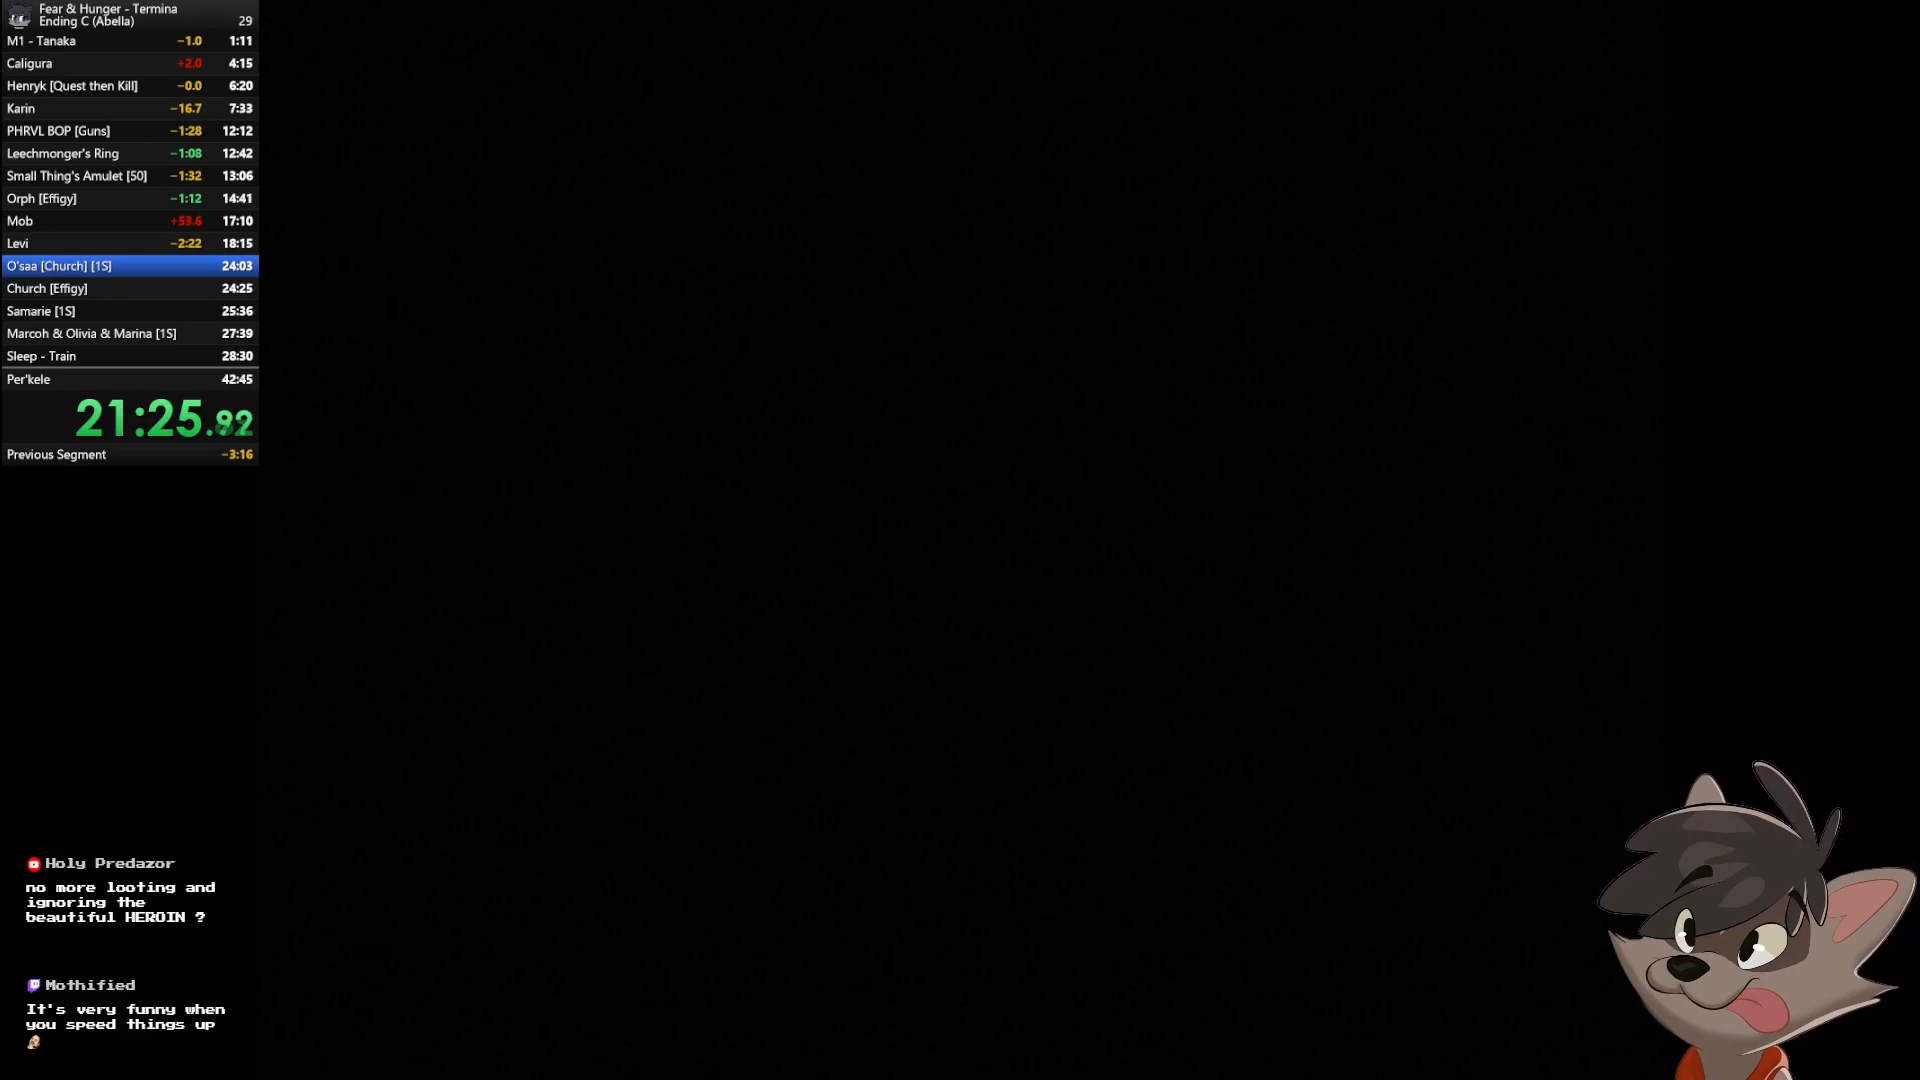 Fear & Hunger - Termina
Ending C (Abella) 29
M1 - Tanaka −1.0 1:11
Caligura +2.0 4:15
Henryk [Quest then Kill] −0.0 6:20
Karin −16.7 7:33
PHRVL BOP [Guns] −1:28 12:12
Leechmonger's Ring −1:08 12:42
Small Thing's Amulet [50] −1:32 13:06
Orph [Effigy] −1:12 14:41
Mob +53.6 17:10
Levi −2:22 18:15
O'saa [Church] [1S] 24:03
Church [Effigy] 24:25
Samarie [1S] 25:36
Marcoh & Olivia & Marina [1S] 27:39
Sleep - Train 28:30
Per'kele 42:45
21:25.92
Previous Segment −3:16
Holy Predazor
no more looting and
ignoring the
beautiful HEROIN ?
Mothified
It's very funny when
you speed things up